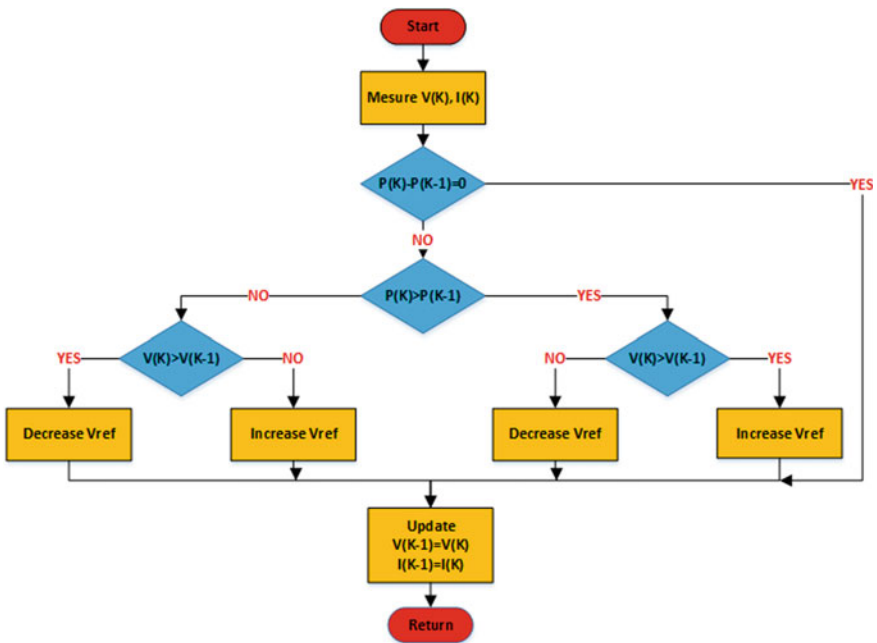 Start
Mesure V(K), I(K)
P(K)-P(K-1)=0
YES
NO
P(K)>P(K-1)
NO
YES
YES
V(K)>V(K-1)
NO
NO
V(K)>V(K-1)
YES
Decrease Vref
Increase Vref
Decrease Vref
Increase Vref
Update
V(K-1)=V(K)
I(K-1)=I(K)
Return